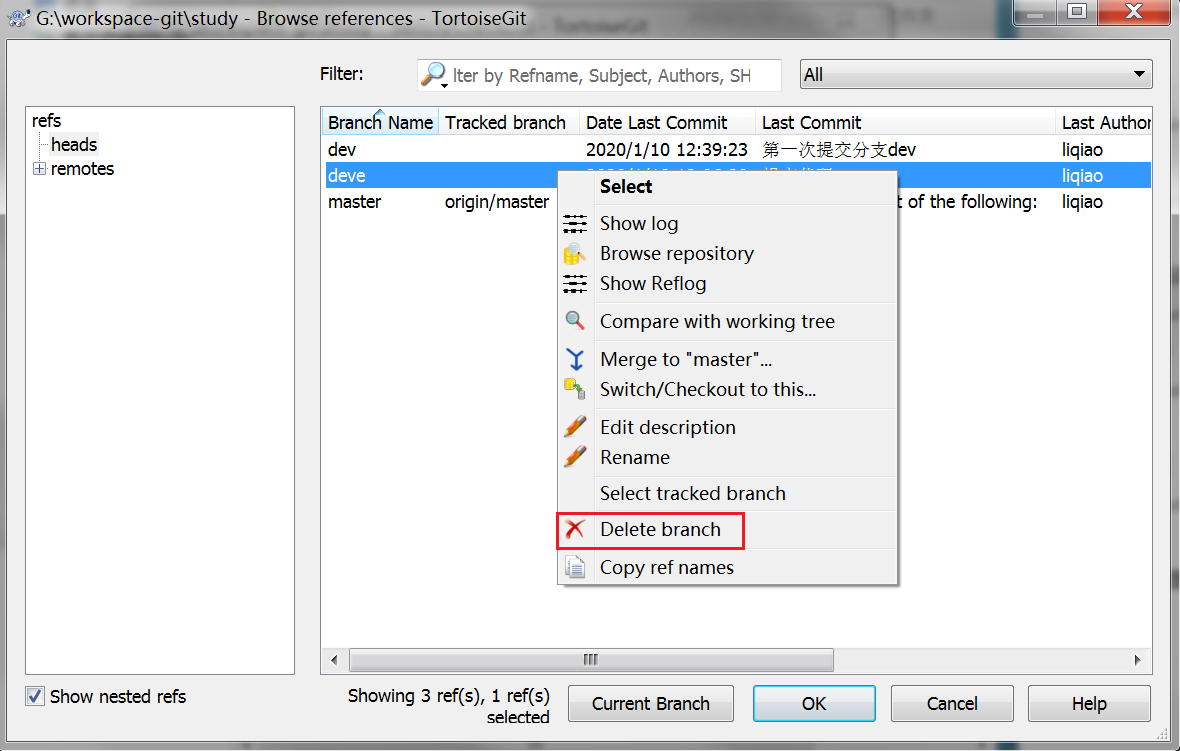 G:\workspace-git\study - Browse references - TortoiseGit
Filter:
lter by Refname, Subject, Authors, SH
All
refs
heads
remotes
Branch Name Tracked branch Date Last Commit Last Commit Last Author
dev 2020/1/10 12:39:23 第一次提交分支dev liqiao
deve liqiao
master origin/master t of the following: liqiao
Select
Show log
Browse repository
Show Reflog
Compare with working tree
Merge to "master"...
Switch/Checkout to this...
Edit description
Rename
Select tracked branch
Delete branch
Copy ref names
Show nested refs
Showing 3 ref(s), 1 ref(s)
selected
Current Branch
OK
Cancel
Help